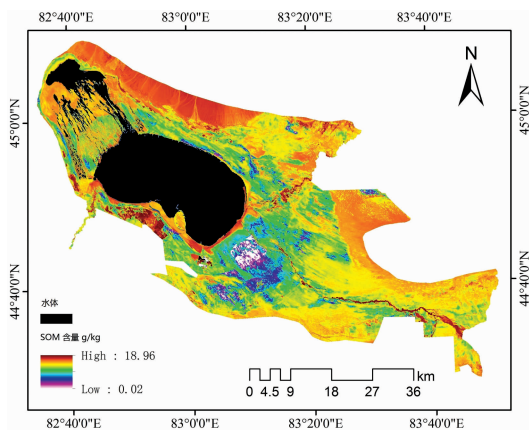 82°40'0"E 83°0'0"E 83°20'0"E 83°40'0"E
N
45°0'0"N 45°0'0"N
44°40'0"N 44°40'0"N
水体
SOM 含量 g/kg
High : 18.96
Low : 0.02
km
0 4.5 9 18 27 36
82°40'0"E 83°0'0"E 83°20'0"E 83°40'0"E